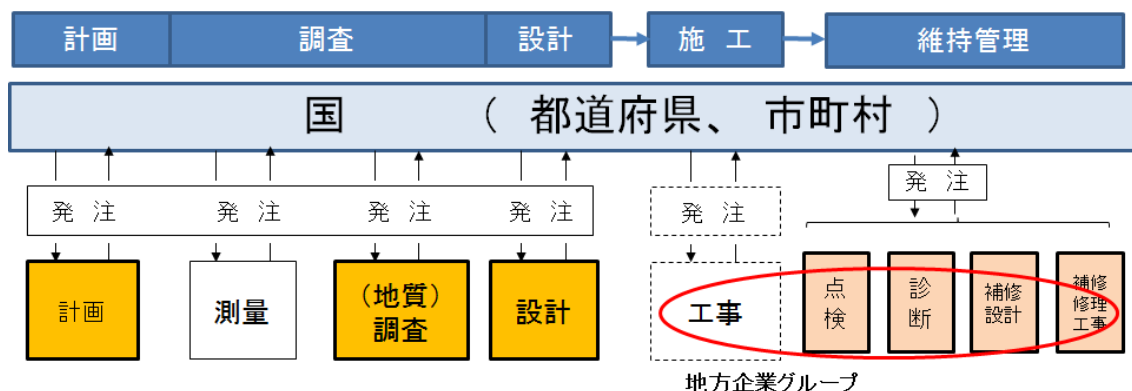 計画 調査 設計 施 工 維持管理
国 ( 都道府県、 市町村 )
発 注 発 注 発 注 発 注 発 注 発 注
計画
測量
(地質)
調査
設計
工事
点
検
診
断
補修
設計
補修
修理
工事
地方企業グループ